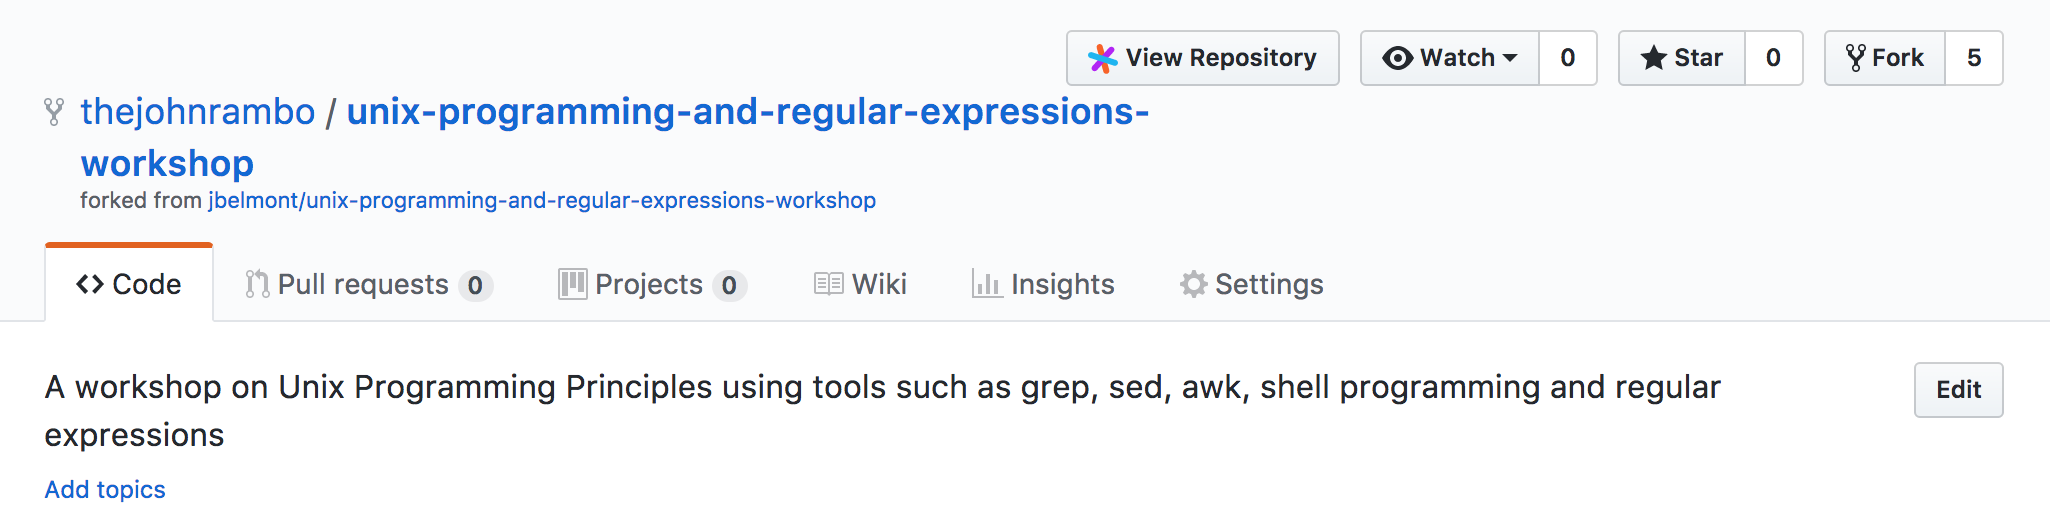 View Repository Watch 0 Star 0 Fork 5
thejohnrambo / unix-programming-and-regular-expressions-
workshop
forked from jbelmont/unix-programming-and-regular-expressions-workshop
Code Pull requests 0 Projects 0 Wiki Insights Settings
A workshop on Unix Programming Principles using tools such as grep, sed, awk, shell programming and regular
expressions
Edit
Add topics